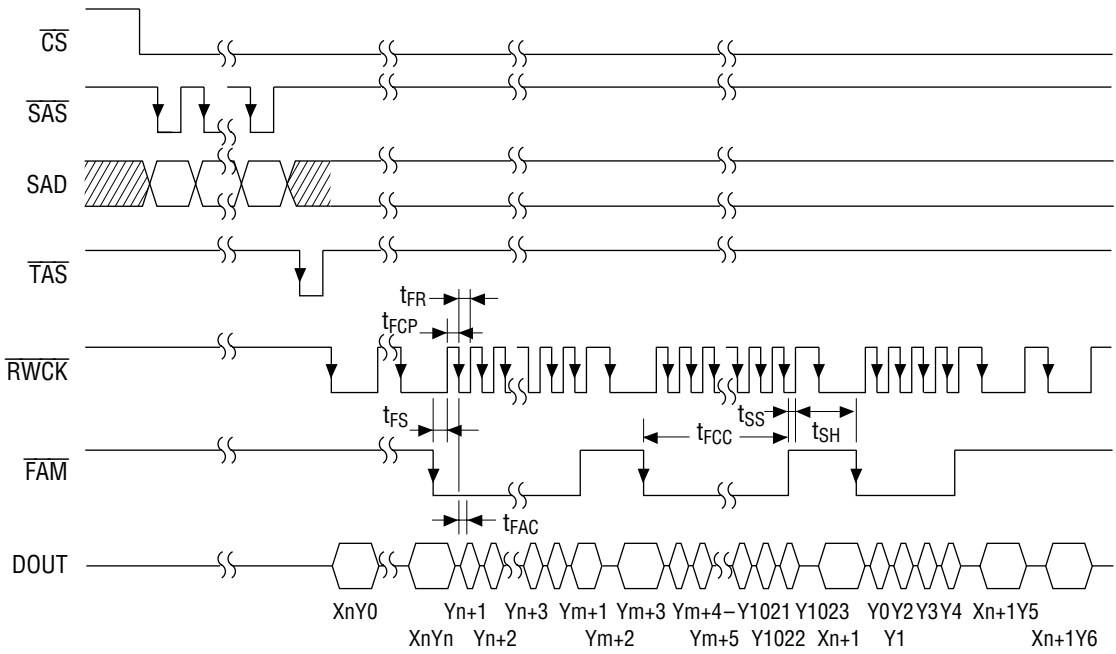 CS
SAS
SAD
TAS
tFR
tFCP
RWCK
tFS
tFCC
tSS
tSH
FAM
tFAC
DOUT
XnY0 Yn+1 Yn+3 Ym+1 Ym+3 Ym+4 – Y1021 Y1023 Y0 Y2 Y3 Y4 Xn+1Y5
XnYn Yn+2 Ym+2 Ym+5 Y1022 Xn+1 Y1 Xn+1Y6